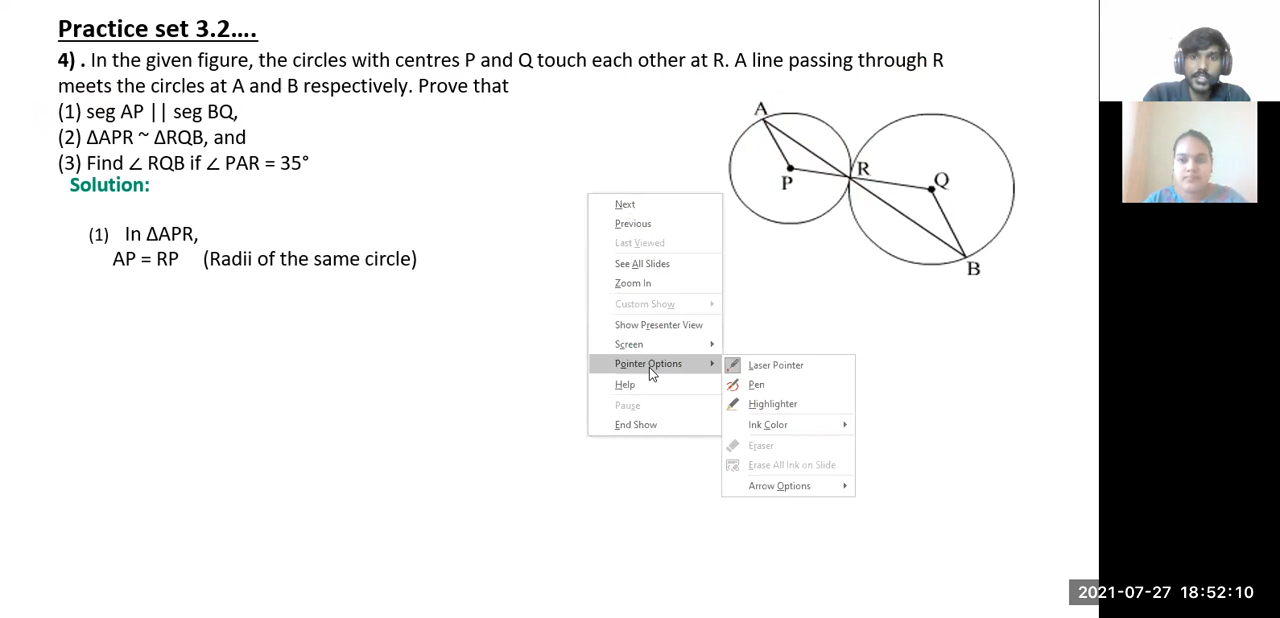 Practice set 3.2....
4) . In the given figure, the circles with centres P and Q touch each other at R. A line passing through R
meets the circles at A and B respectively. Prove that
(1) seg AP || seg BQ,
(2) ΔAPR ~ ΔRQB, and
(3) Find ∠ RQB if ∠ PAR = 35°
Solution:
(1) In ΔAPR,
AP = RP (Radii of the same circle)
A
R
P
Q
B
Next
Previous
Last Viewed
See All Slides
Zoom In
Custom Show
Show Presenter View
Screen
Pointer Options
Help
Pause
End Show
Laser Pointer
Pen
Highlighter
Ink Color
Eraser
Erase All Ink on Slide
Arrow Options
2021-07-27 18:52:10